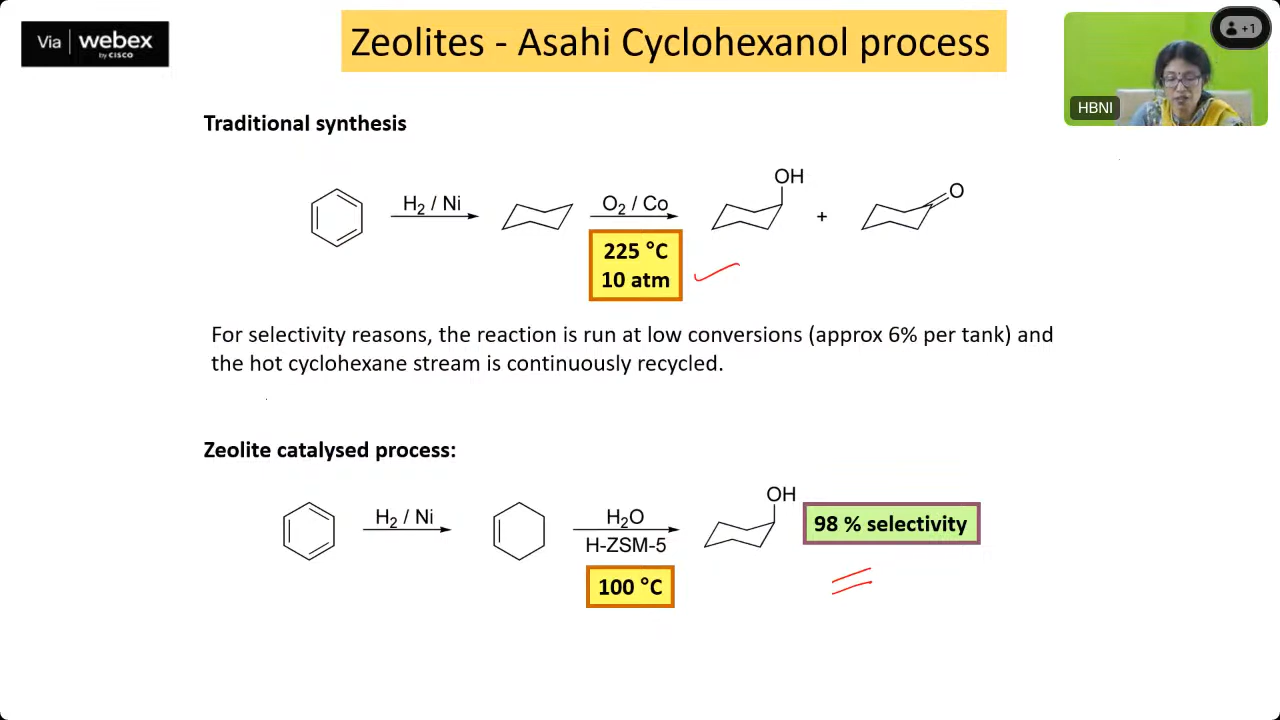 Via | webex
by CISCO
Zeolites - Asahi Cyclohexanol process
+1
HBNI
Traditional synthesis
H2 / Ni
O2 / Co
OH
+
O
225 °C
10 atm
For selectivity reasons, the reaction is run at low conversions (approx 6% per tank) and
the hot cyclohexane stream is continuously recycled.
Zeolite catalysed process:
H2 / Ni
H2O
H-ZSM-5
OH
98 % selectivity
100 °C